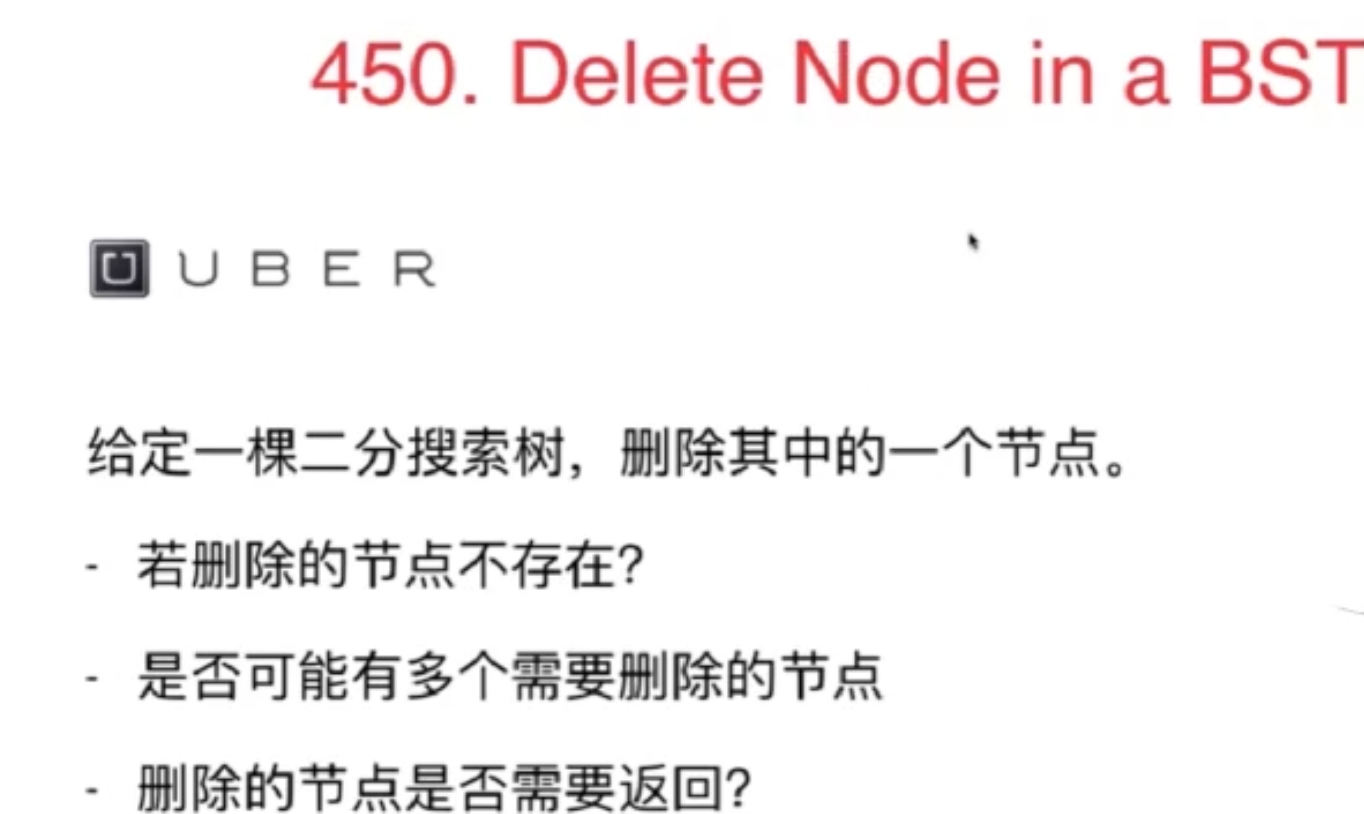 450. Delete Node in a BST
UBER
给定一棵二分搜索树，删除其中的一个节点。
- 若删除的节点不存在？
- 是否可能有多个需要删除的节点
- 删除的节点是否需要返回？